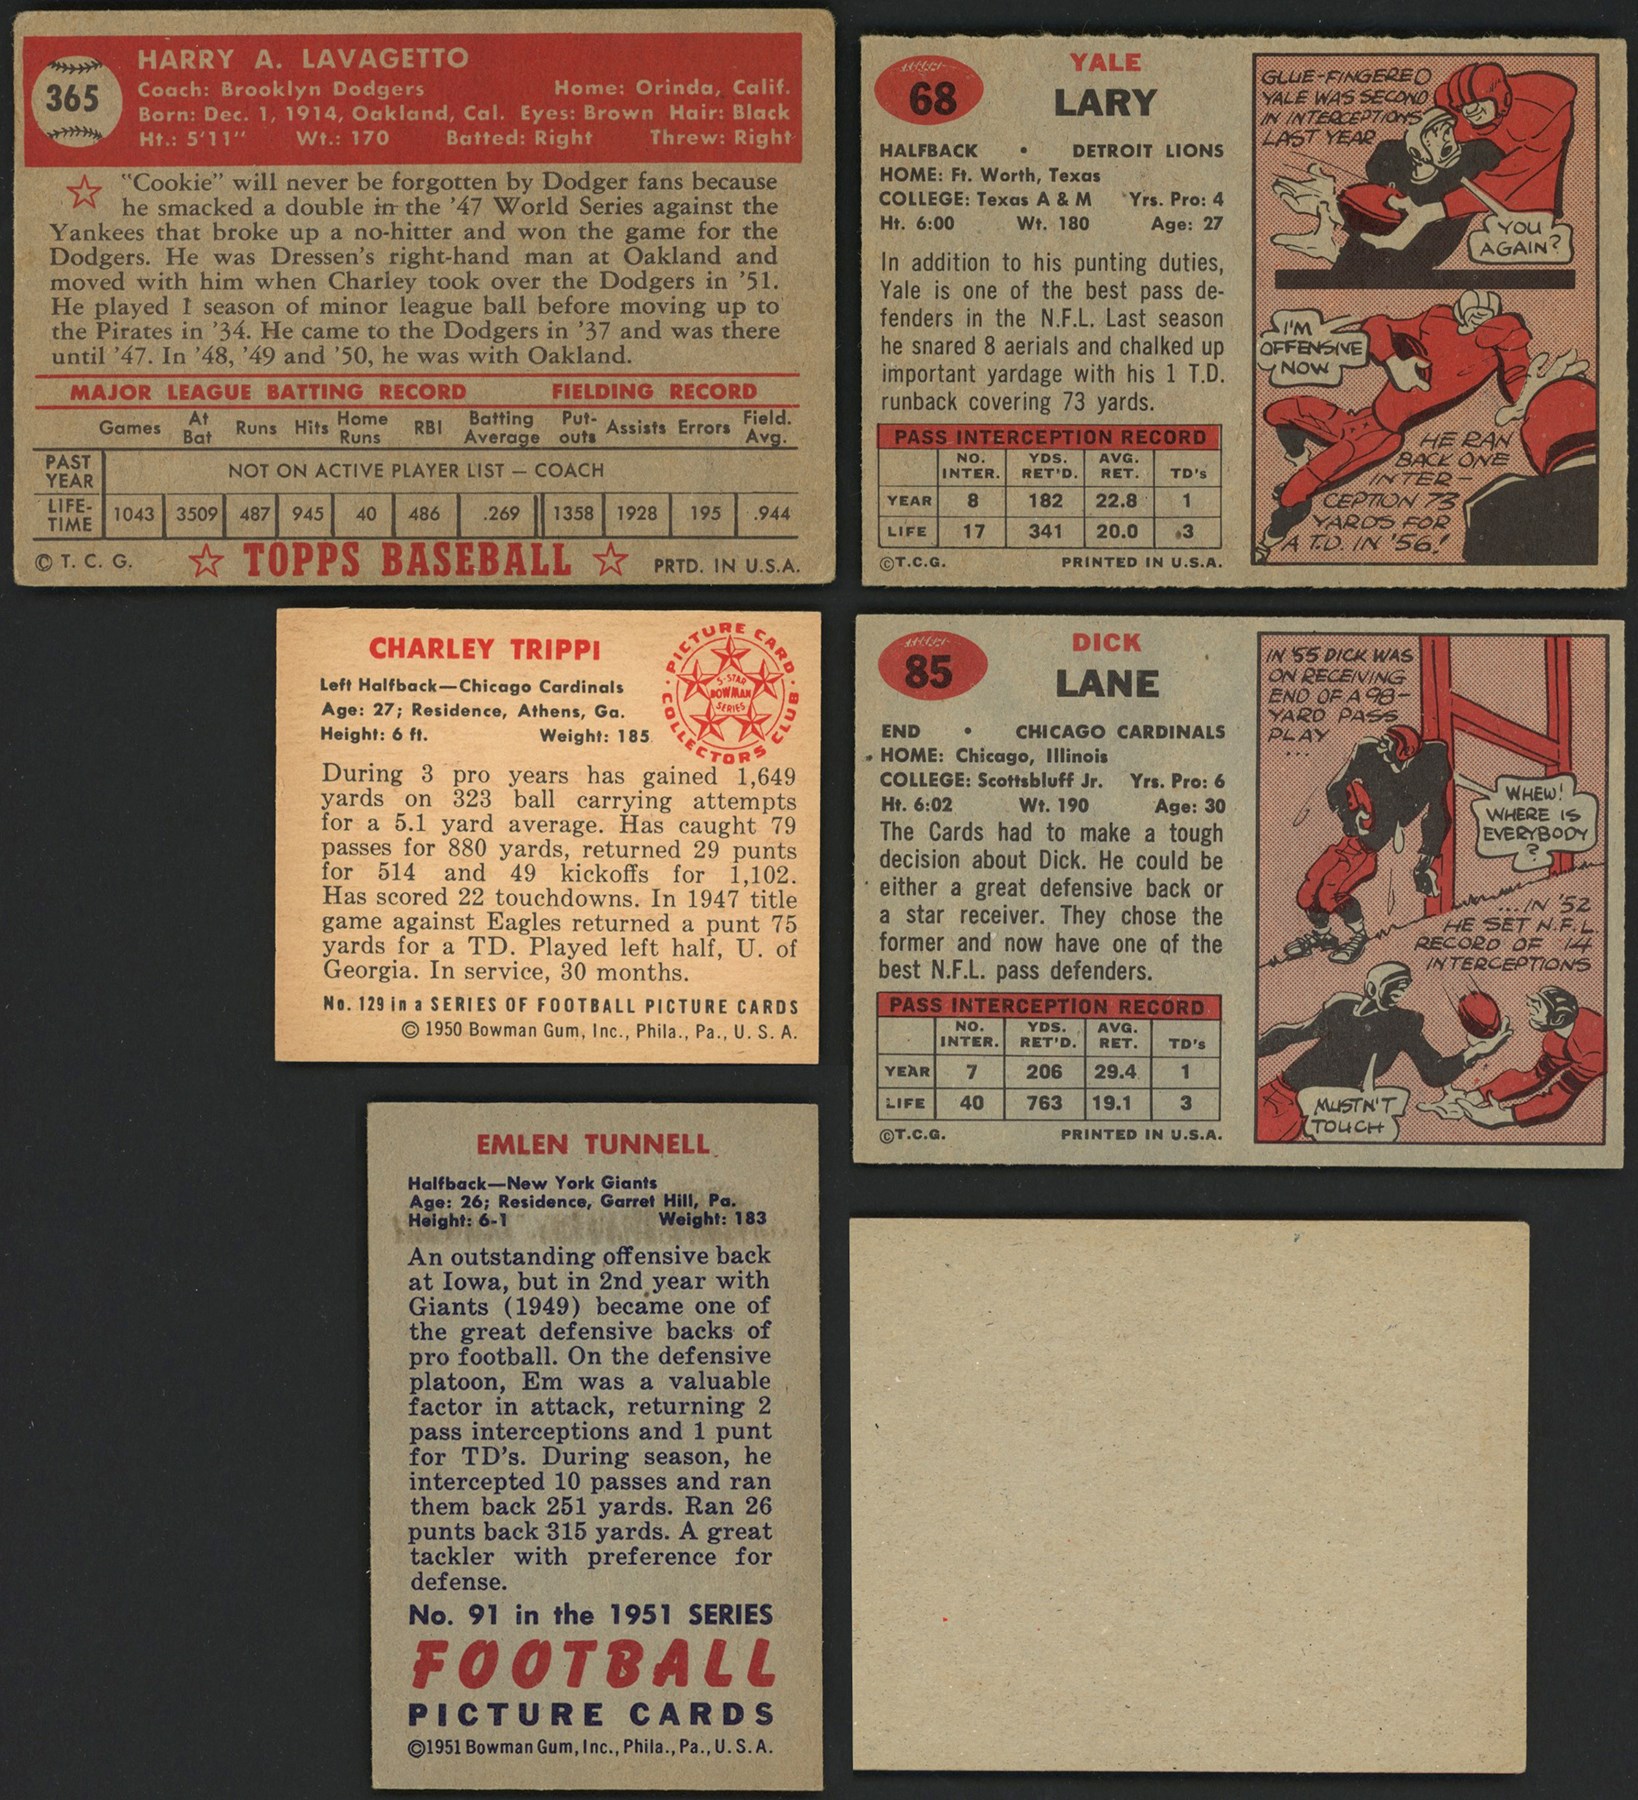 365
HARRY A. LAVAGETTO
Coach: Brooklyn Dodgers Home: Orinda, Calif.
Born: Dec. 1, 1914, Oakland, Cal. Eyes: Brown Hair: Black
Ht.: 5'11" Wt.: 170 Batted: Right Threw: Right
"Cookie" will never be forgotten by Dodger fans because
he smacked a double in the '47 World Series against the
Yankees that broke up a no-hitter and won the game for the
Dodgers. He was Dressen's right-hand man at Oakland and
moved with him when Charley took over the Dodgers in '51.
He played 1 season of minor league ball before moving up to
the Pirates in '34. He came to the Dodgers in '37 and was there
until '47. In '48, '49 and '50, he was with Oakland.
MAJOR LEAGUE BATTING RECORD FIELDING RECORD
Games At Bat Runs Hits Home Runs RBI Batting Average Put-outs Assists Errors Field. Avg.
PAST YEAR NOT ON ACTIVE PLAYER LIST — COACH
LIFE-TIME 1043 3509 487 945 40 486 .269 1358 1928 195 .944
© T. C. G. TOPPS BASEBALL PRTD. IN U.S.A.
68
YALE
LARY
HALFBACK • DETROIT LIONS
HOME: Ft. Worth, Texas
COLLEGE: Texas A & M Yrs. Pro: 4
Ht. 6:00 Wt. 180 Age: 27
In addition to his punting duties,
Yale is one of the best pass de-
fenders in the N.F.L. Last season
he snared 8 aerials and chalked up
important yardage with his 1 T.D.
runback covering 73 yards.
PASS INTERCEPTION RECORD
NO. INTER. YDS. RET'D. AVG. RET. TD's
YEAR 8 182 22.8 1
LIFE 17 341 20.0 3
©T.C.G. PRINTED IN U.S.A.
GLUE-FINGERED
YALE WAS SECOND
IN INTERCEPTIONS
LAST YEAR
YOU
AGAIN?
I'M
OFFENSIVE
NOW
HE RAN
BACK ONE
INTER-
CEPTION 73
YARDS FOR
A T.D. IN '56!
CHARLEY TRIPPI
PICTURE CARD COLLECTORS CLUB
5-STAR
BOWMAN
SERIES
Left Halfback—Chicago Cardinals
Age: 27; Residence, Athens, Ga.
Height: 6 ft. Weight: 185
During 3 pro years has gained 1,649
yards on 323 ball carrying attempts
for a 5.1 yard average. Has caught 79
passes for 880 yards, returned 29 punts
for 514 and 49 kickoffs for 1,102.
Has scored 22 touchdowns. In 1947 title
game against Eagles returned a punt 75
yards for a TD. Played left half, U. of
Georgia. In service, 30 months.
No. 129 in a SERIES OF FOOTBALL PICTURE CARDS
© 1950 Bowman Gum, Inc., Phila., Pa., U. S. A.
85
DICK
LANE
END • CHICAGO CARDINALS
HOME: Chicago, Illinois
COLLEGE: Scottsbluff Jr. Yrs. Pro: 6
Ht. 6:02 Wt. 190 Age: 30
The Cards had to make a tough
decision about Dick. He could be
either a great defensive back or
a star receiver. They chose the
former and now have one of the
best N.F.L. pass defenders.
PASS INTERCEPTION RECORD
NO. INTER. YDS. RET'D. AVG. RET. TD's
YEAR 7 206 29.4 1
LIFE 40 763 19.1 3
©T.C.G. PRINTED IN U.S.A.
IN '55 DICK WAS
ON RECEIVING
END OF A 98-
YARD PASS
PLAY
...
WHEW!
WHERE IS
EVERYBODY
?
...IN '52
HE SET N.F.L
RECORD OF 14
INTERCEPTIONS
MUSTN'T
TOUCH
EMLEN TUNNELL
Halfback—New York Giants
Age: 26; Residence, Garret Hill, Pa.
Height: 6-1 Weight: 183
An outstanding offensive back
at Iowa, but in 2nd year with
Giants (1949) became one of
the great defensive backs of
pro football. On the defensive
platoon, Em was a valuable
factor in attack, returning 2
pass interceptions and 1 punt
for TD's. During season, he
intercepted 10 passes and ran
them back 251 yards. Ran 26
punts back 315 yards. A great
tackler with preference for
defense.
No. 91 in the 1951 SERIES
FOOTBALL
PICTURE CARDS
©1951 Bowman Gum, Inc., Phila., Pa., U. S. A.